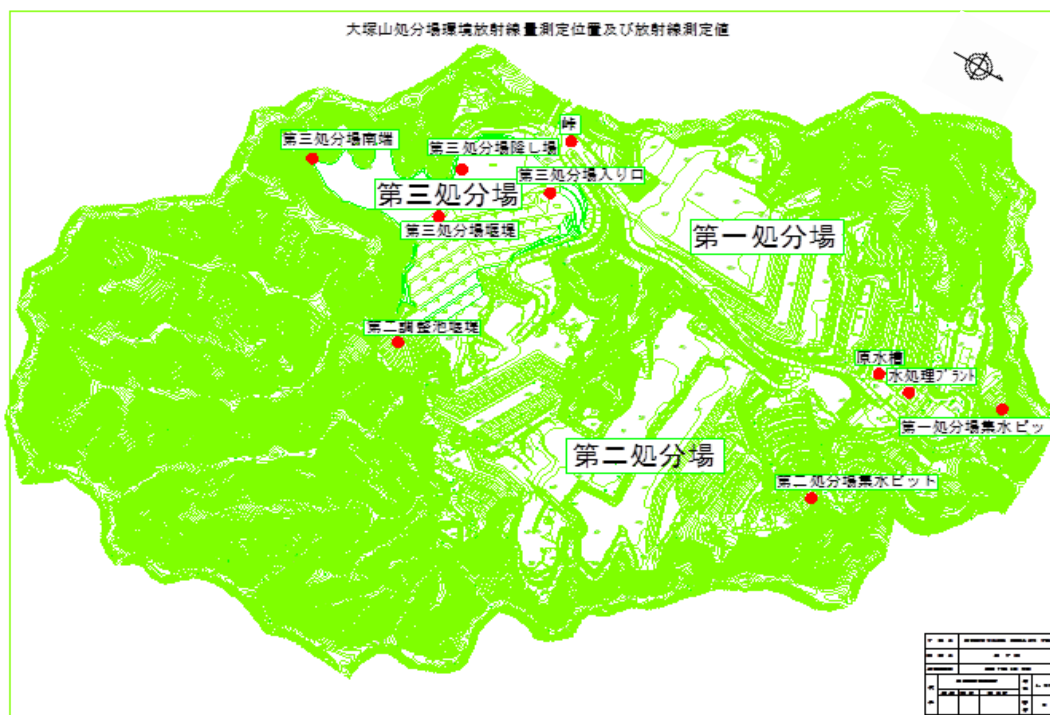 大塚山処分場環境放射線量測定位置及び放射線測定値
峠
第三処分場南端
第三処分場降し場
第三処分場入り口
第三処分場
第三処分場堰堤
第一処分場
第二調整池堰堤
原水槽
水処理プラント
第一処分場集水ピッ
第二処分場
第二処分場集水ピット